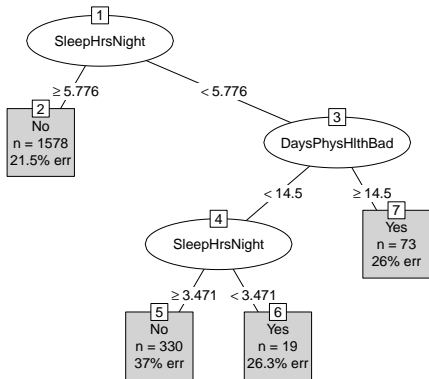 1
SleepHrsNight
≥ 5.776
< 5.776
2
No
n = 1578
21.5% err
3
DaysPhysHlthBad
< 14.5
≥ 14.5
4
SleepHrsNight
7
Yes
n = 73
26% err
≥ 3.471
< 3.471
5
No
n = 330
37% err
6
Yes
n = 19
26.3% err